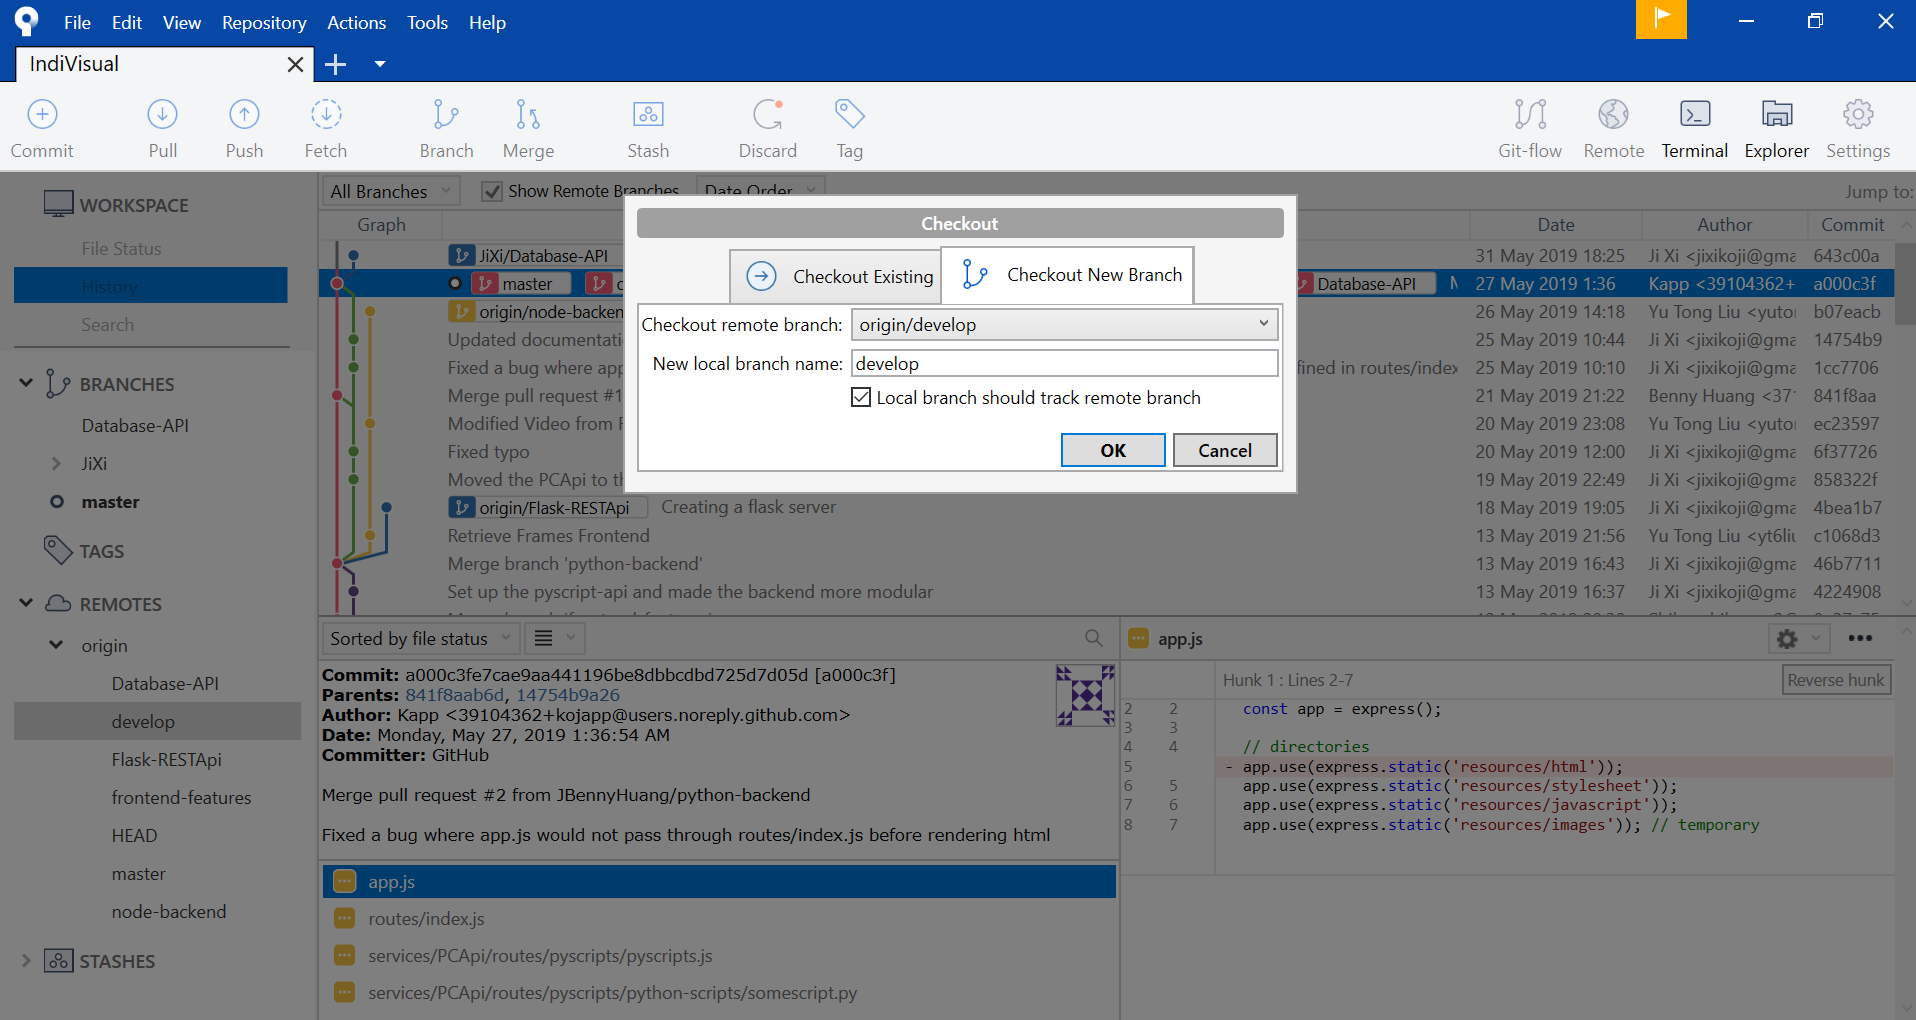 File Edit View Repository Actions Tools Help
IndiVisual
Commit Pull Push Fetch Branch Merge Stash Discard Tag Git-flow Remote Terminal Explorer Settings
WORKSPACE
File Status
History
Search
BRANCHES
Database-API
JiXi
master
TAGS
REMOTES
origin
Database-API
develop
Flask-RESTApi
frontend-features
HEAD
master
node-backend
STASHES
All Branches Show Remote Branches Date Order Jump to:
Graph Date Author Commit
JiXi/Database-API 31 May 2019 18:25 Ji Xi <jixikoji@gma 643c00a
master Database-API 27 May 2019 1:36 Kapp <39104362+ a000c3f
origin/node-backen 26 May 2019 14:18 Yu Tong Liu <yuto b07eacb
Updated documentati 25 May 2019 10:44 Ji Xi <jixikoji@gma 14754b9
Fixed a bug where app fined in routes/index 25 May 2019 10:10 Ji Xi <jixikoji@gma 1cc7706
Merge pull request #1 21 May 2019 21:22 Benny Huang <37 841f8aa
Modified Video from 20 May 2019 23:08 Yu Tong Liu <yuto ec23597
Fixed typo 20 May 2019 12:00 Ji Xi <jixikoji@gma 6f37726
Moved the PCApi to th 19 May 2019 22:49 Ji Xi <jixikoji@gma 858322f
origin/Flask-RESTApi Creating a flask server 18 May 2019 19:05 Ji Xi <jixikoji@gma 4bea1b7
Retrieve Frames Frontend 13 May 2019 21:56 Yu Tong Liu <yt6liu c1068d3
Merge branch 'python-backend' 13 May 2019 16:43 Ji Xi <jixikoji@gma 46b7711
Set up the pyscript-api and made the backend more modular 13 May 2019 16:37 Ji Xi <jixikoji@gma 4224908
Checkout
Checkout Existing Checkout New Branch
Checkout remote branch: origin/develop
New local branch name: develop
Local branch should track remote branch
OK Cancel
Sorted by file status
Commit: a000c3fe7cae9aa441196be8dbbcdbd725d7d05d [a000c3f]
Parents: 841f8aab6d, 14754b9a26
Author: Kapp <39104362+kojapp@users.noreply.github.com>
Date: Monday, May 27, 2019 1:36:54 AM
Committer: GitHub
Merge pull request #2 from JBennyHuang/python-backend
Fixed a bug where app.js would not pass through routes/index.js before rendering html
app.js
routes/index.js
services/PCApi/routes/pyscripts/pyscripts.js
services/PCApi/routes/pyscripts/python-scripts/somescript.py
app.js
Hunk 1 : Lines 2-7 Reverse hunk
2 2 const app = express();
3 3
4 4 // directories
5 - app.use(express.static('resources/html'));
6 5 app.use(express.static('resources/stylesheet'));
7 6 app.use(express.static('resources/javascript'));
8 7 app.use(express.static('resources/images')); // temporary